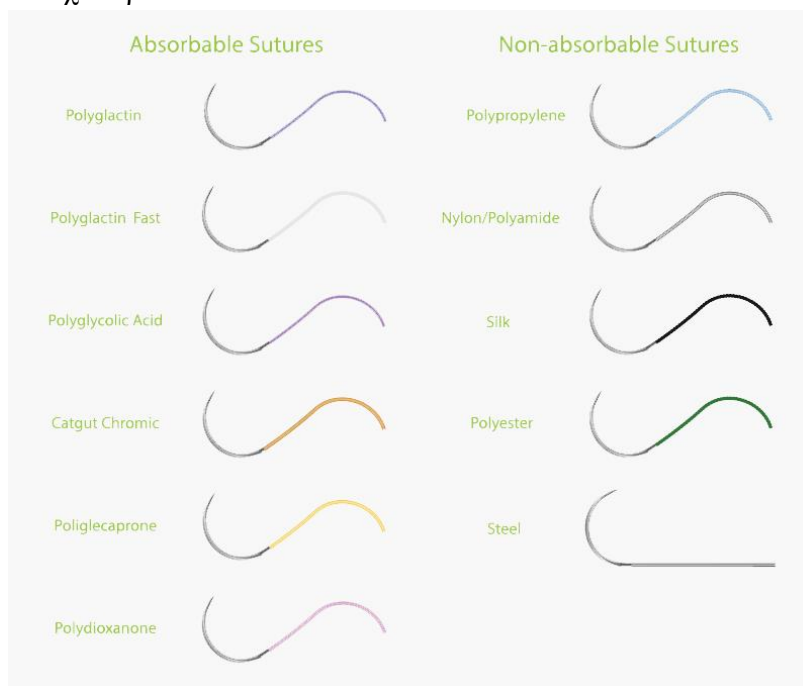 Absorbable Sutures
Non-absorbable Sutures
Polyglactin
Polypropylene
Polyglactin Fast
Nylon/Polyamide
Polyglycolic Acid
Silk
Catgut Chromic
Polyester
Poliglecaprone
Steel
Polydioxanone